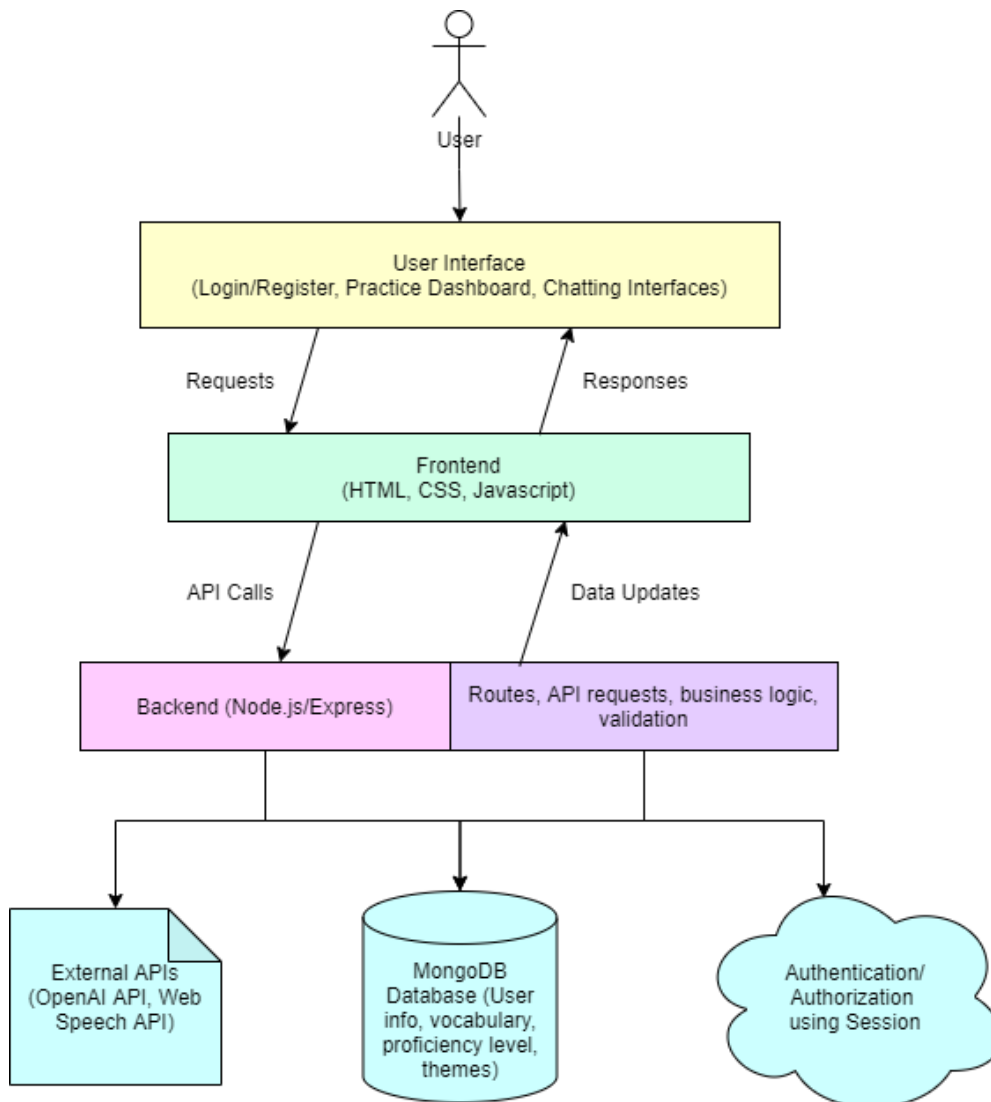 User
User Interface
(Login/Register, Practice Dashboard, Chatting Interfaces)
Requests
Responses
Frontend
(HTML, CSS, Javascript)
API Calls
Data Updates
Backend (Node.js/Express)
Routes, API requests, business logic,
validation
External APIs
(OpenAI API, Web
Speech API)
MongoDB
Database (User
info, vocabulary,
proficiency level,
themes)
Authentication/
Authorization
using Session